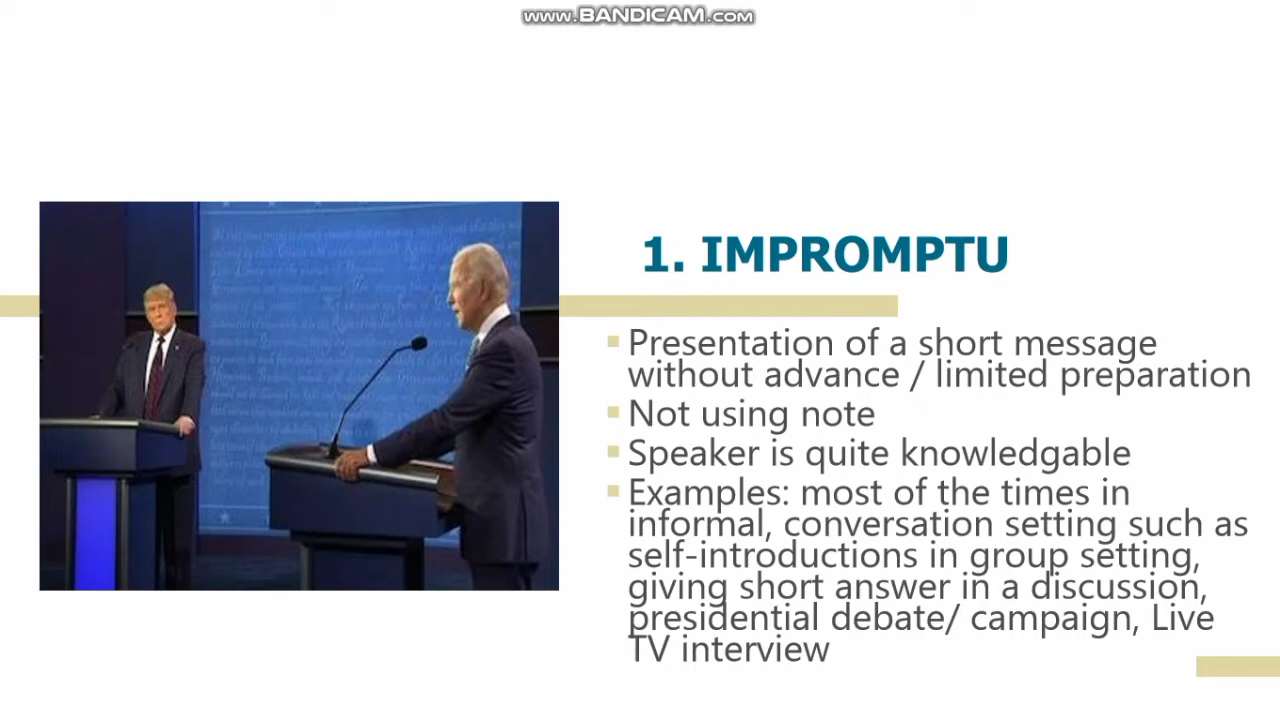 www.BANDICAM.com
1. IMPROMPTU
Presentation of a short message
without advance / limited preparation
Not using note
Speaker is quite knowledgable
Examples: most of the times in
informal, conversation setting such as
self-introductions in group setting,
giving short answer in a discussion,
presidential debate/ campaign, Live
TV interview